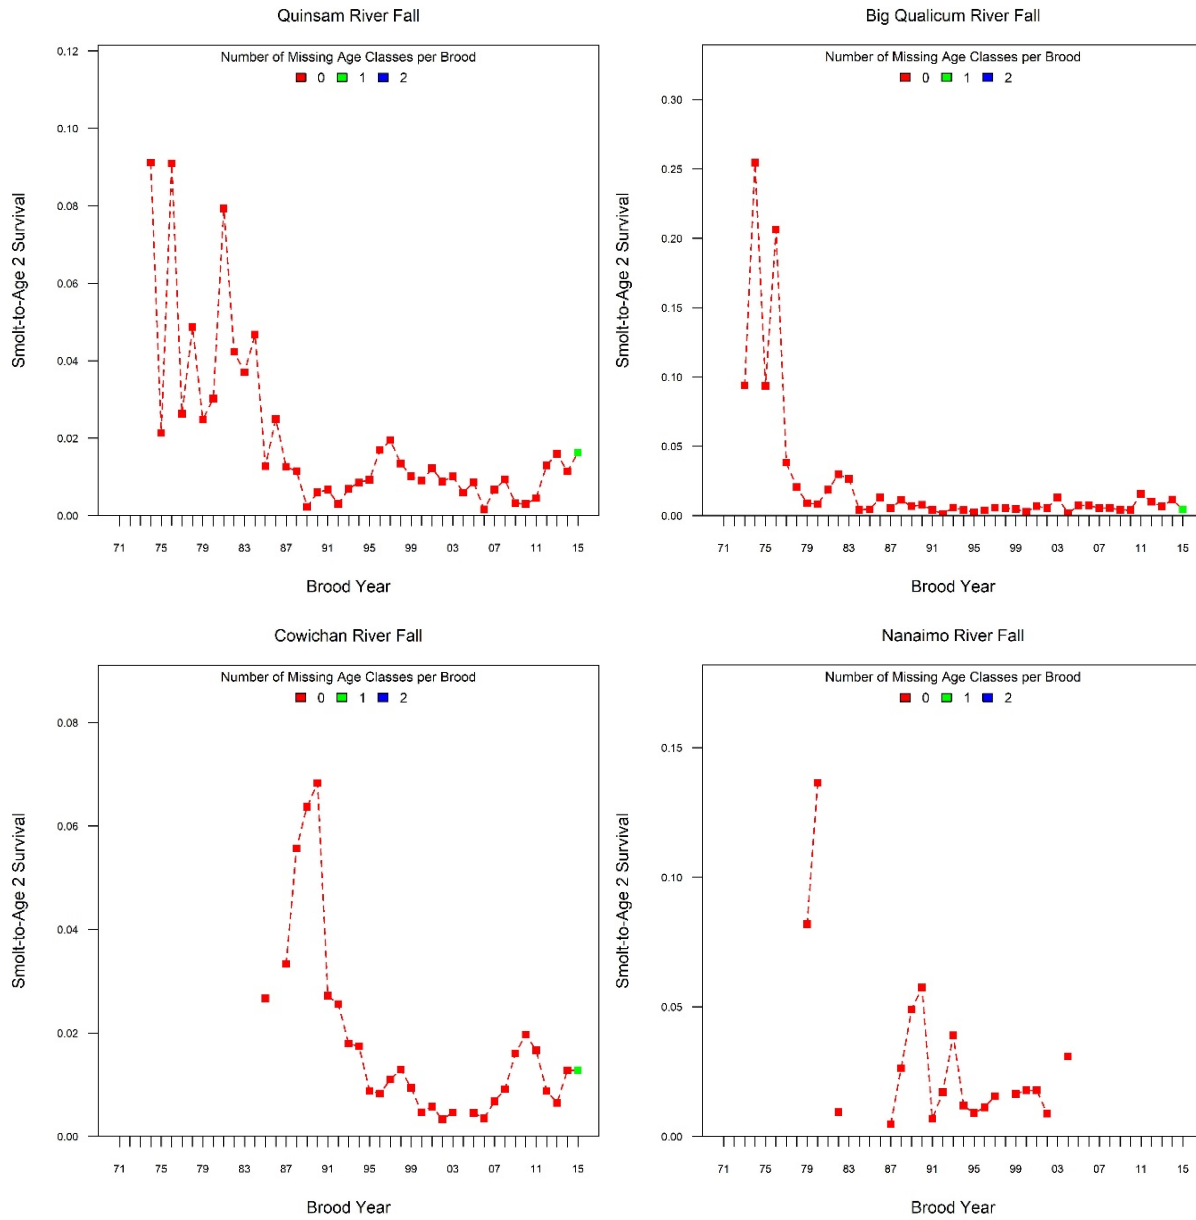 Quinsam River Fall
Number of Missing Age Classes per Brood
0 1 2
0.12
0.10
0.08
0.06
0.04
0.02
0.00
Smolt-to-Age 2 Survival
71 75 79 83 87 91 95 99 03 07 11 15
Brood Year
Big Qualicum River Fall
Number of Missing Age Classes per Brood
0 1 2
0.30
0.25
0.20
0.15
0.10
0.05
0.00
Smolt-to-Age 2 Survival
71 75 79 83 87 91 95 99 03 07 11 15
Brood Year
Cowichan River Fall
Number of Missing Age Classes per Brood
0 1 2
0.08
0.06
0.04
0.02
0.00
Smolt-to-Age 2 Survival
71 75 79 83 87 91 95 99 03 07 11 15
Brood Year
Nanaimo River Fall
Number of Missing Age Classes per Brood
0 1 2
0.15
0.10
0.05
0.00
Smolt-to-Age 2 Survival
71 75 79 83 87 91 95 99 03 07 11 15
Brood Year